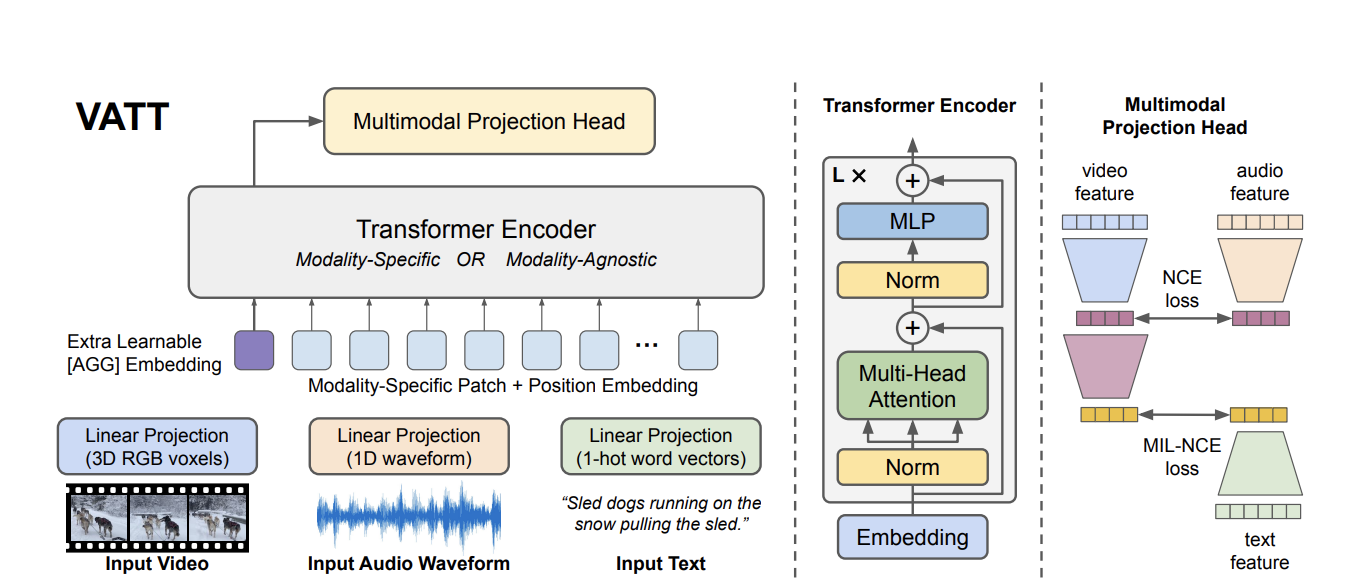 VATT
Multimodal Projection Head
Transformer Encoder
Modality-Specific OR Modality-Agnostic
Extra Learnable
[AGG] Embedding
...
Modality-Specific Patch + Position Embedding
Linear Projection
(3D RGB voxels)
Linear Projection
(1D waveform)
Linear Projection
(1-hot word vectors)
“Sled dogs running on the
snow pulling the sled.”
Input Video
Input Audio Waveform
Input Text
Transformer Encoder
L ×
+
MLP
Norm
+
Multi-Head
Attention
Norm
Embedding
Multimodal
Projection Head
video
feature
audio
feature
NCE
loss
MIL-NCE
loss
text
feature